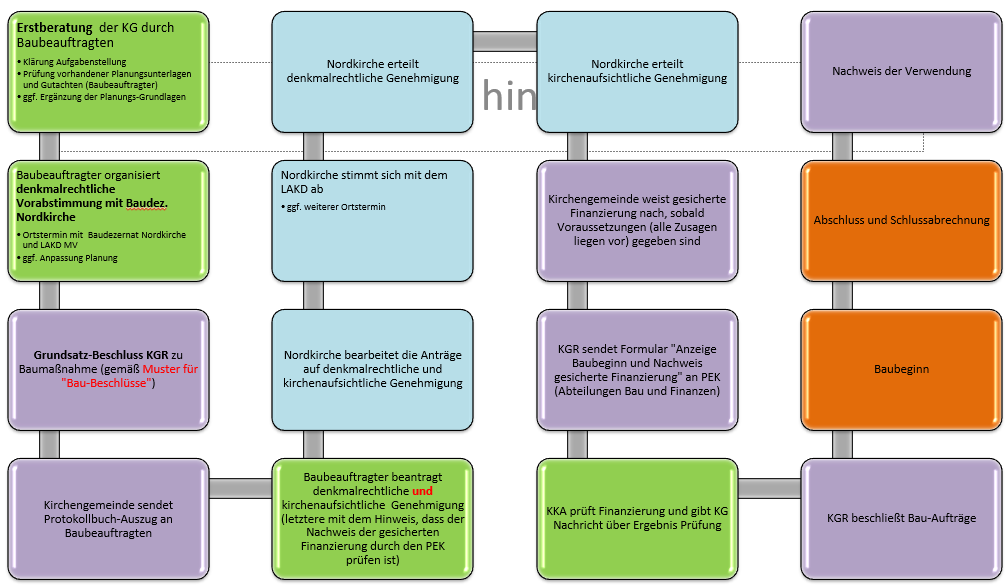 Erstberatung der KG durch
Baubeauftragten
• Klärung Aufgabenstellung
• Prüfung vorhandener Planungsunterlagen
und Gutachten (Baubeauftragter)
• ggf. Ergänzung der Planungs-Grundlagen
Baubeauftragter organisiert
denkmalrechtliche
Vorabstimmung mit Baudez.
Nordkirche
• Ortstermin mit Baudezernat Nordkirche
und LAKD MV
• ggf. Anpassung Planung
Grundsatz-Beschluss KGR zu
Baumaßnahme (gemäß Muster für
"Bau-Beschlüsse")
Kirchengemeinde sendet
Protokollbuch-Auszug an
Baubeauftragten
Baubeauftragter beantragt
denkmalrechtliche und
kirchenaufsichtliche Genehmigung
(letztere mit dem Hinweis, dass der
Nachweis der gesicherten
Finanzierung durch den PEK
prüfen ist)
Nordkirche bearbeitet die Anträge
auf denkmalrechtliche und
kirchenaufsichtliche Genehmigung
Nordkirche stimmt sich mit dem
LAKD ab
• ggf. weiterer Ortstermin
Nordkirche erteilt
denkmalrechtliche Genehmigung
hin
Nordkirche erteilt
kirchenaufsichtliche Genehmigung
Kirchengemeinde weist gesicherte
Finanzierung nach, sobald
Voraussetzungen (alle Zusagen
liegen vor) gegeben sind
KGR sendet Formular "Anzeige
Baubeginn und Nachweis
gesicherte Finanzierung" an PEK
(Abteilungen Bau und Finanzen)
KKA prüft Finanzierung und gibt KG
Nachricht über Ergebnis Prüfung
KGR beschließt Bau-Aufträge
Baubeginn
Abschluss und Schlussabrechnung
Nachweis der Verwendung